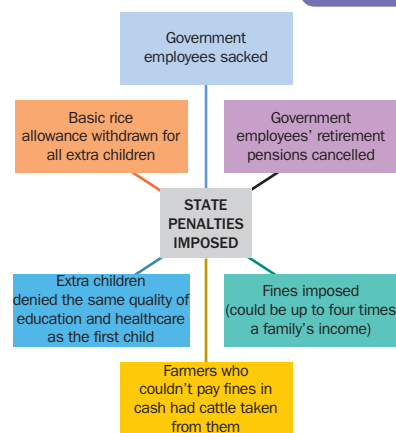 Government
employees sacked
Basic rice
allowance withdrawn for
all extra children
Government
employees' retirement
pensions cancelled
STATE
PENALTIES
IMPOSED
Extra children
denied the same quality of
education and healthcare
as the first child
Fines imposed
(could be up to four times
a family's income)
Farmers who
couldn't pay fines in
cash had cattle taken
from them